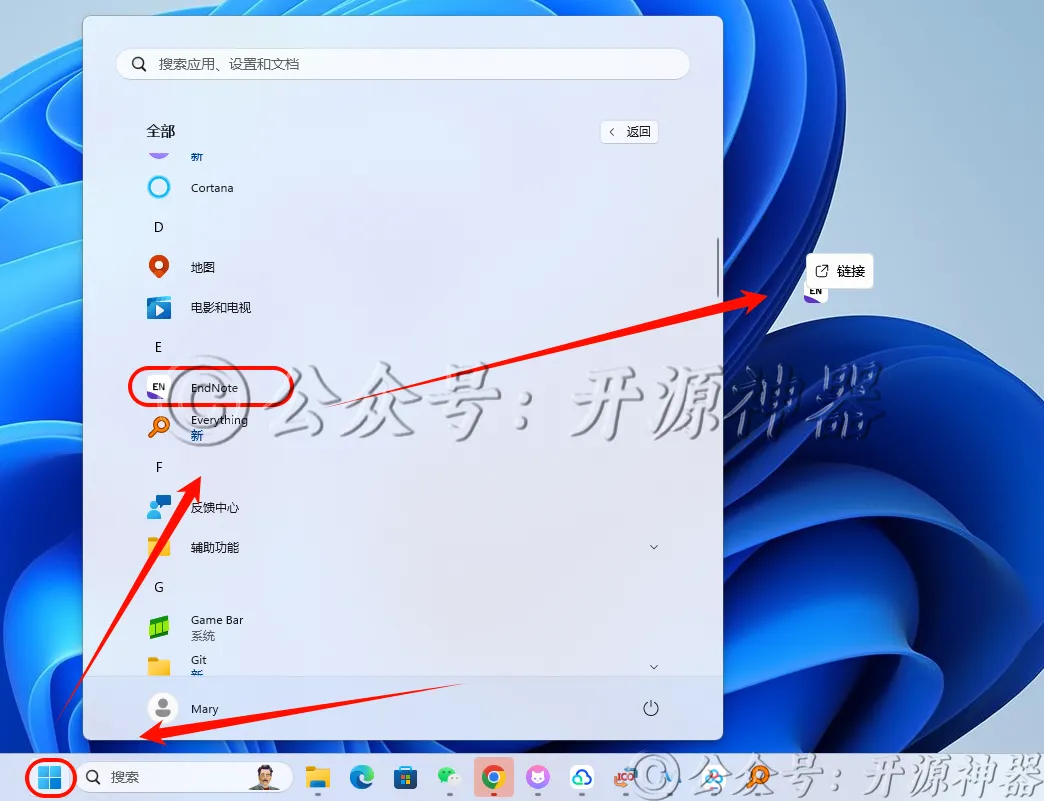 搜索应用、设置和文档
全部
返回
新
Cortana
D
地图
电影和电视
E
EN
EndNote
Everything
新
F
反馈中心
辅助功能
G
Game Bar
系统
Git
新
Mary
链接
EN
©公众号：开源神器
搜索
ICO
©公众号：开源神器